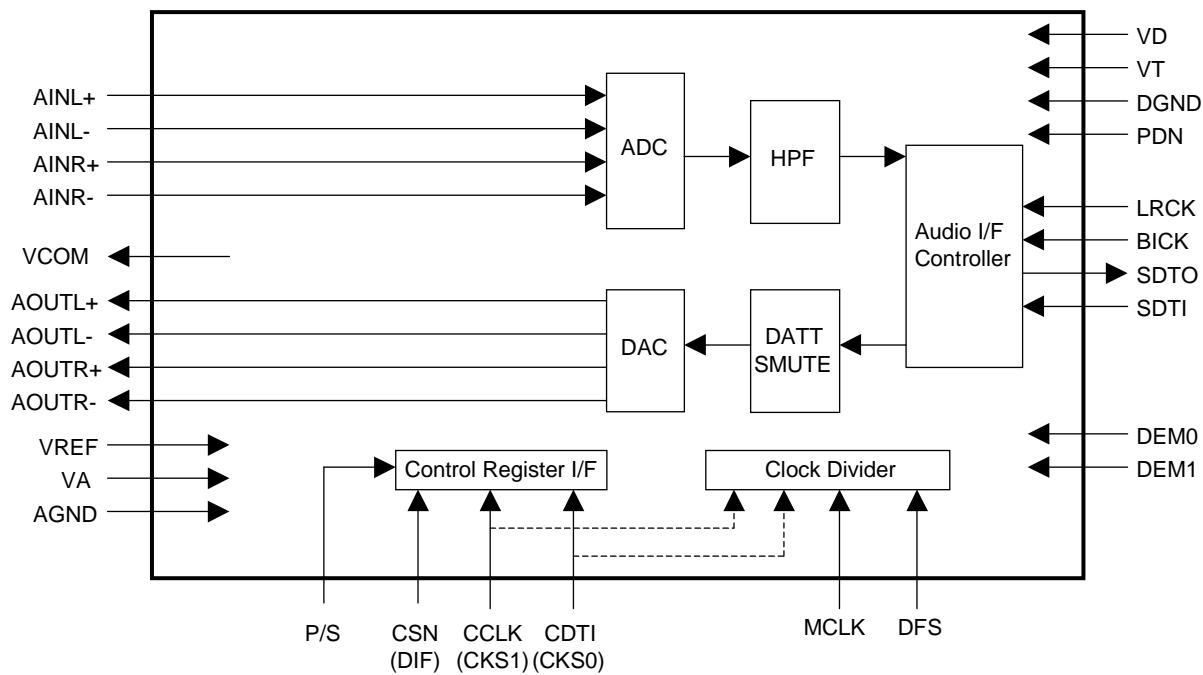 AINL+
AINL-
AINR+
AINR-
VCOM
AOUTL+
AOUTL-
AOUTR+
AOUTR-
VREF
VA
AGND
ADC
HPF
Audio I/F
Controller
DAC
DATT
SMUTE
Control Register I/F
Clock Divider
VD
VT
DGND
PDN
LRCK
BICK
SDTO
SDTI
DEM0
DEM1
P/S
CSN
(DIF)
CCLK
(CKS1)
CDTI
(CKS0)
MCLK
DFS